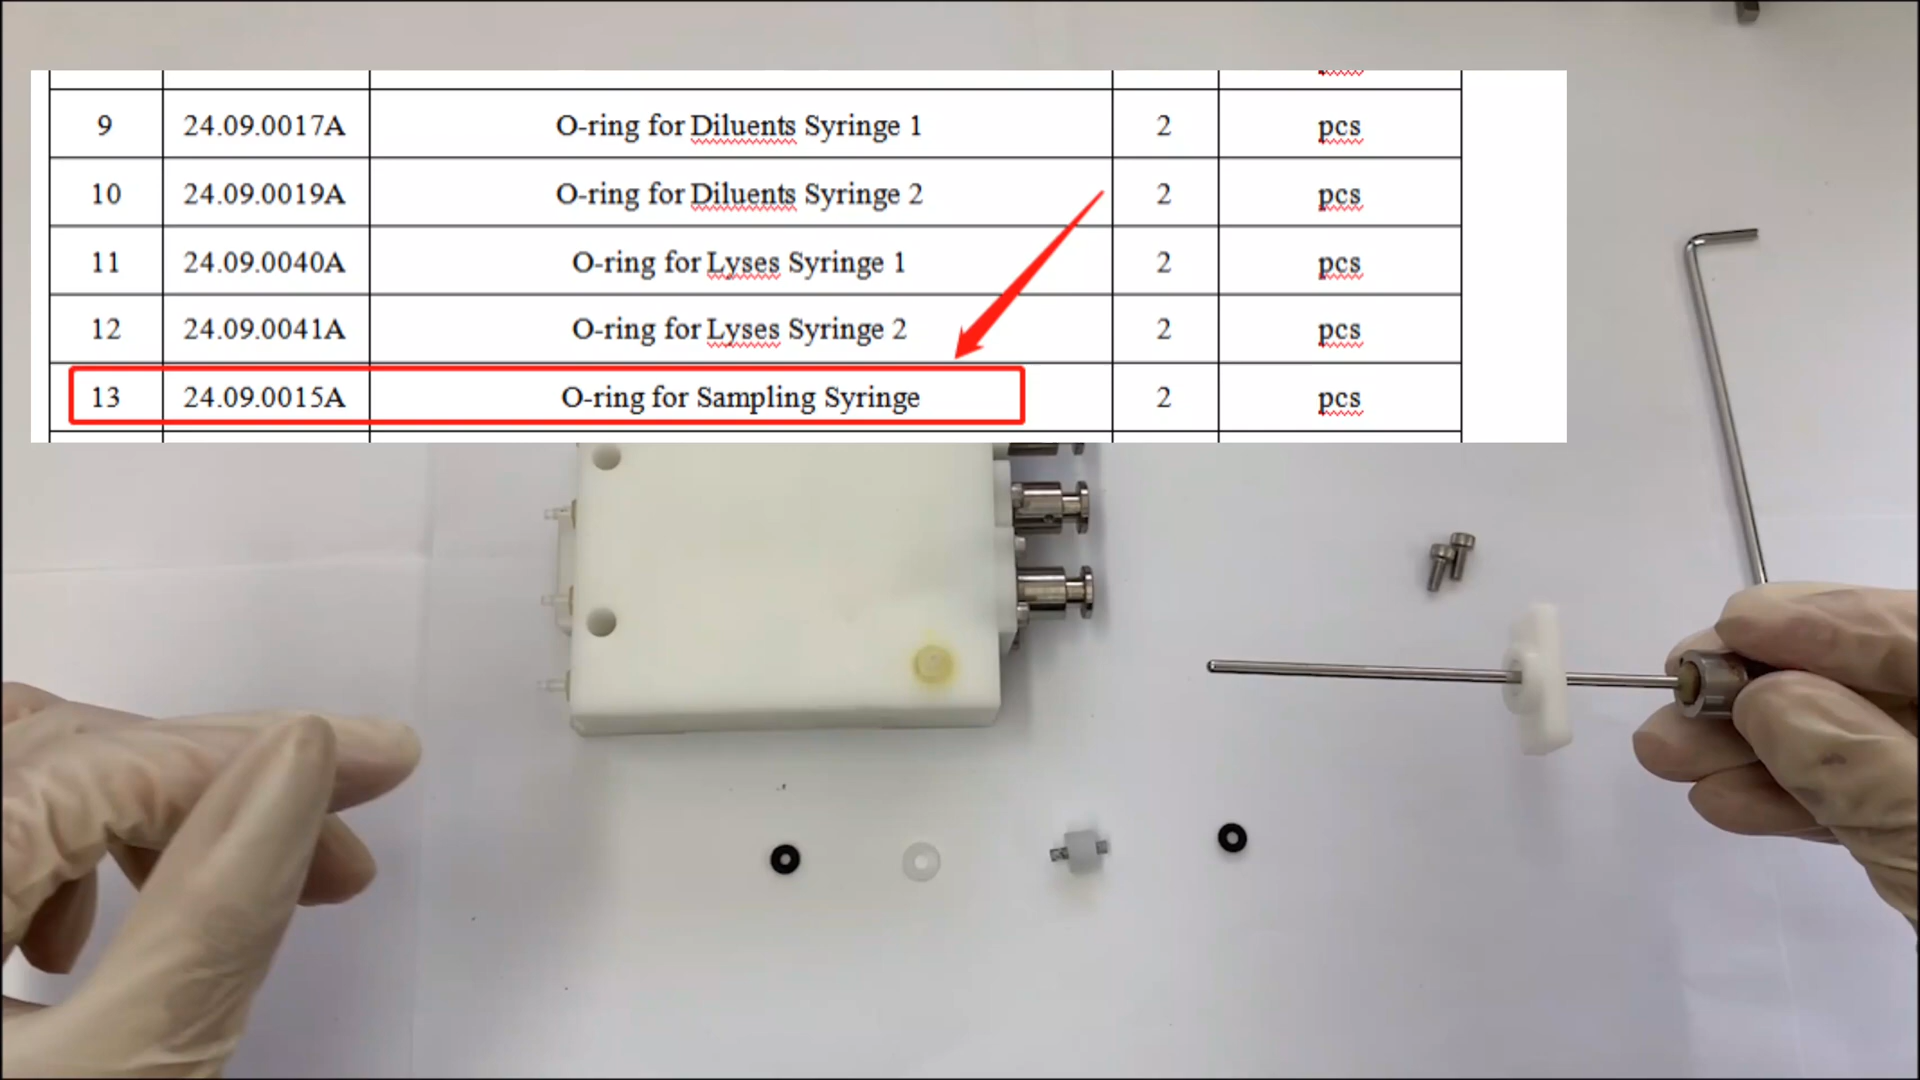 9 24.09.0017A O-ring for Diluents Syringe 1 2 pcs
10 24.09.0019A O-ring for Diluents Syringe 2 2 pcs
11 24.09.0040A O-ring for Lyses Syringe 1 2 pcs
12 24.09.0041A O-ring for Lyses Syringe 2 2 pcs
13 24.09.0015A O-ring for Sampling Syringe 2 pcs